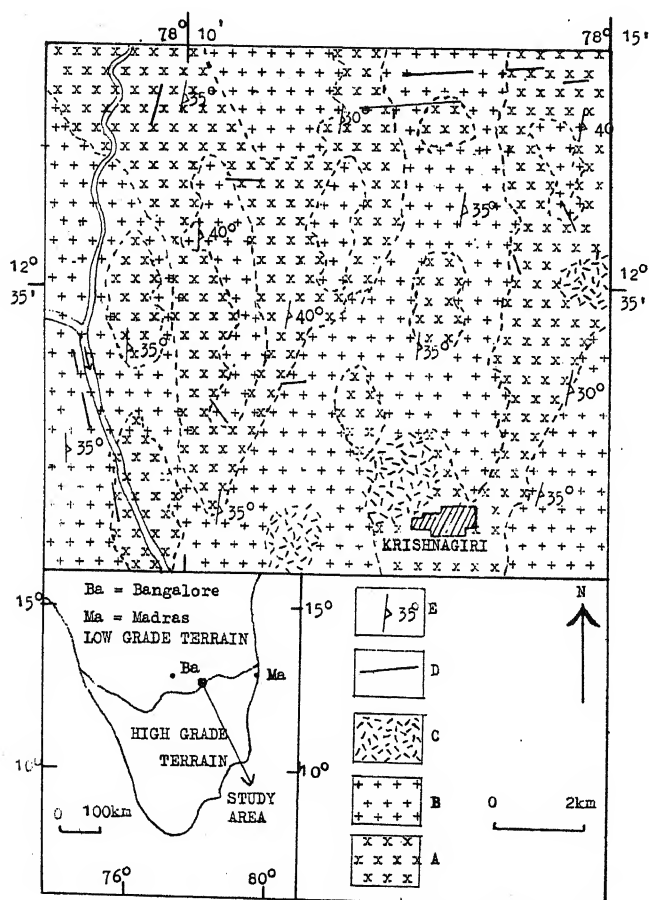 78° 10'
78° 15'
35°
30°
40
40°
35°
12° 35'
12° 35'
40°
35°
35°
30°
35°
35°
35°
KRISHNAGIRI
Ba = Bangalore
Ma = Madras
LOW GRADE TERRAIN
15°
15°
Ba
Ma
HIGH GRADE
TERRAIN
10°
10°
STUDY
AREA
0 100km
76° 80°
35° E
D
C
B
A
N
0 2km